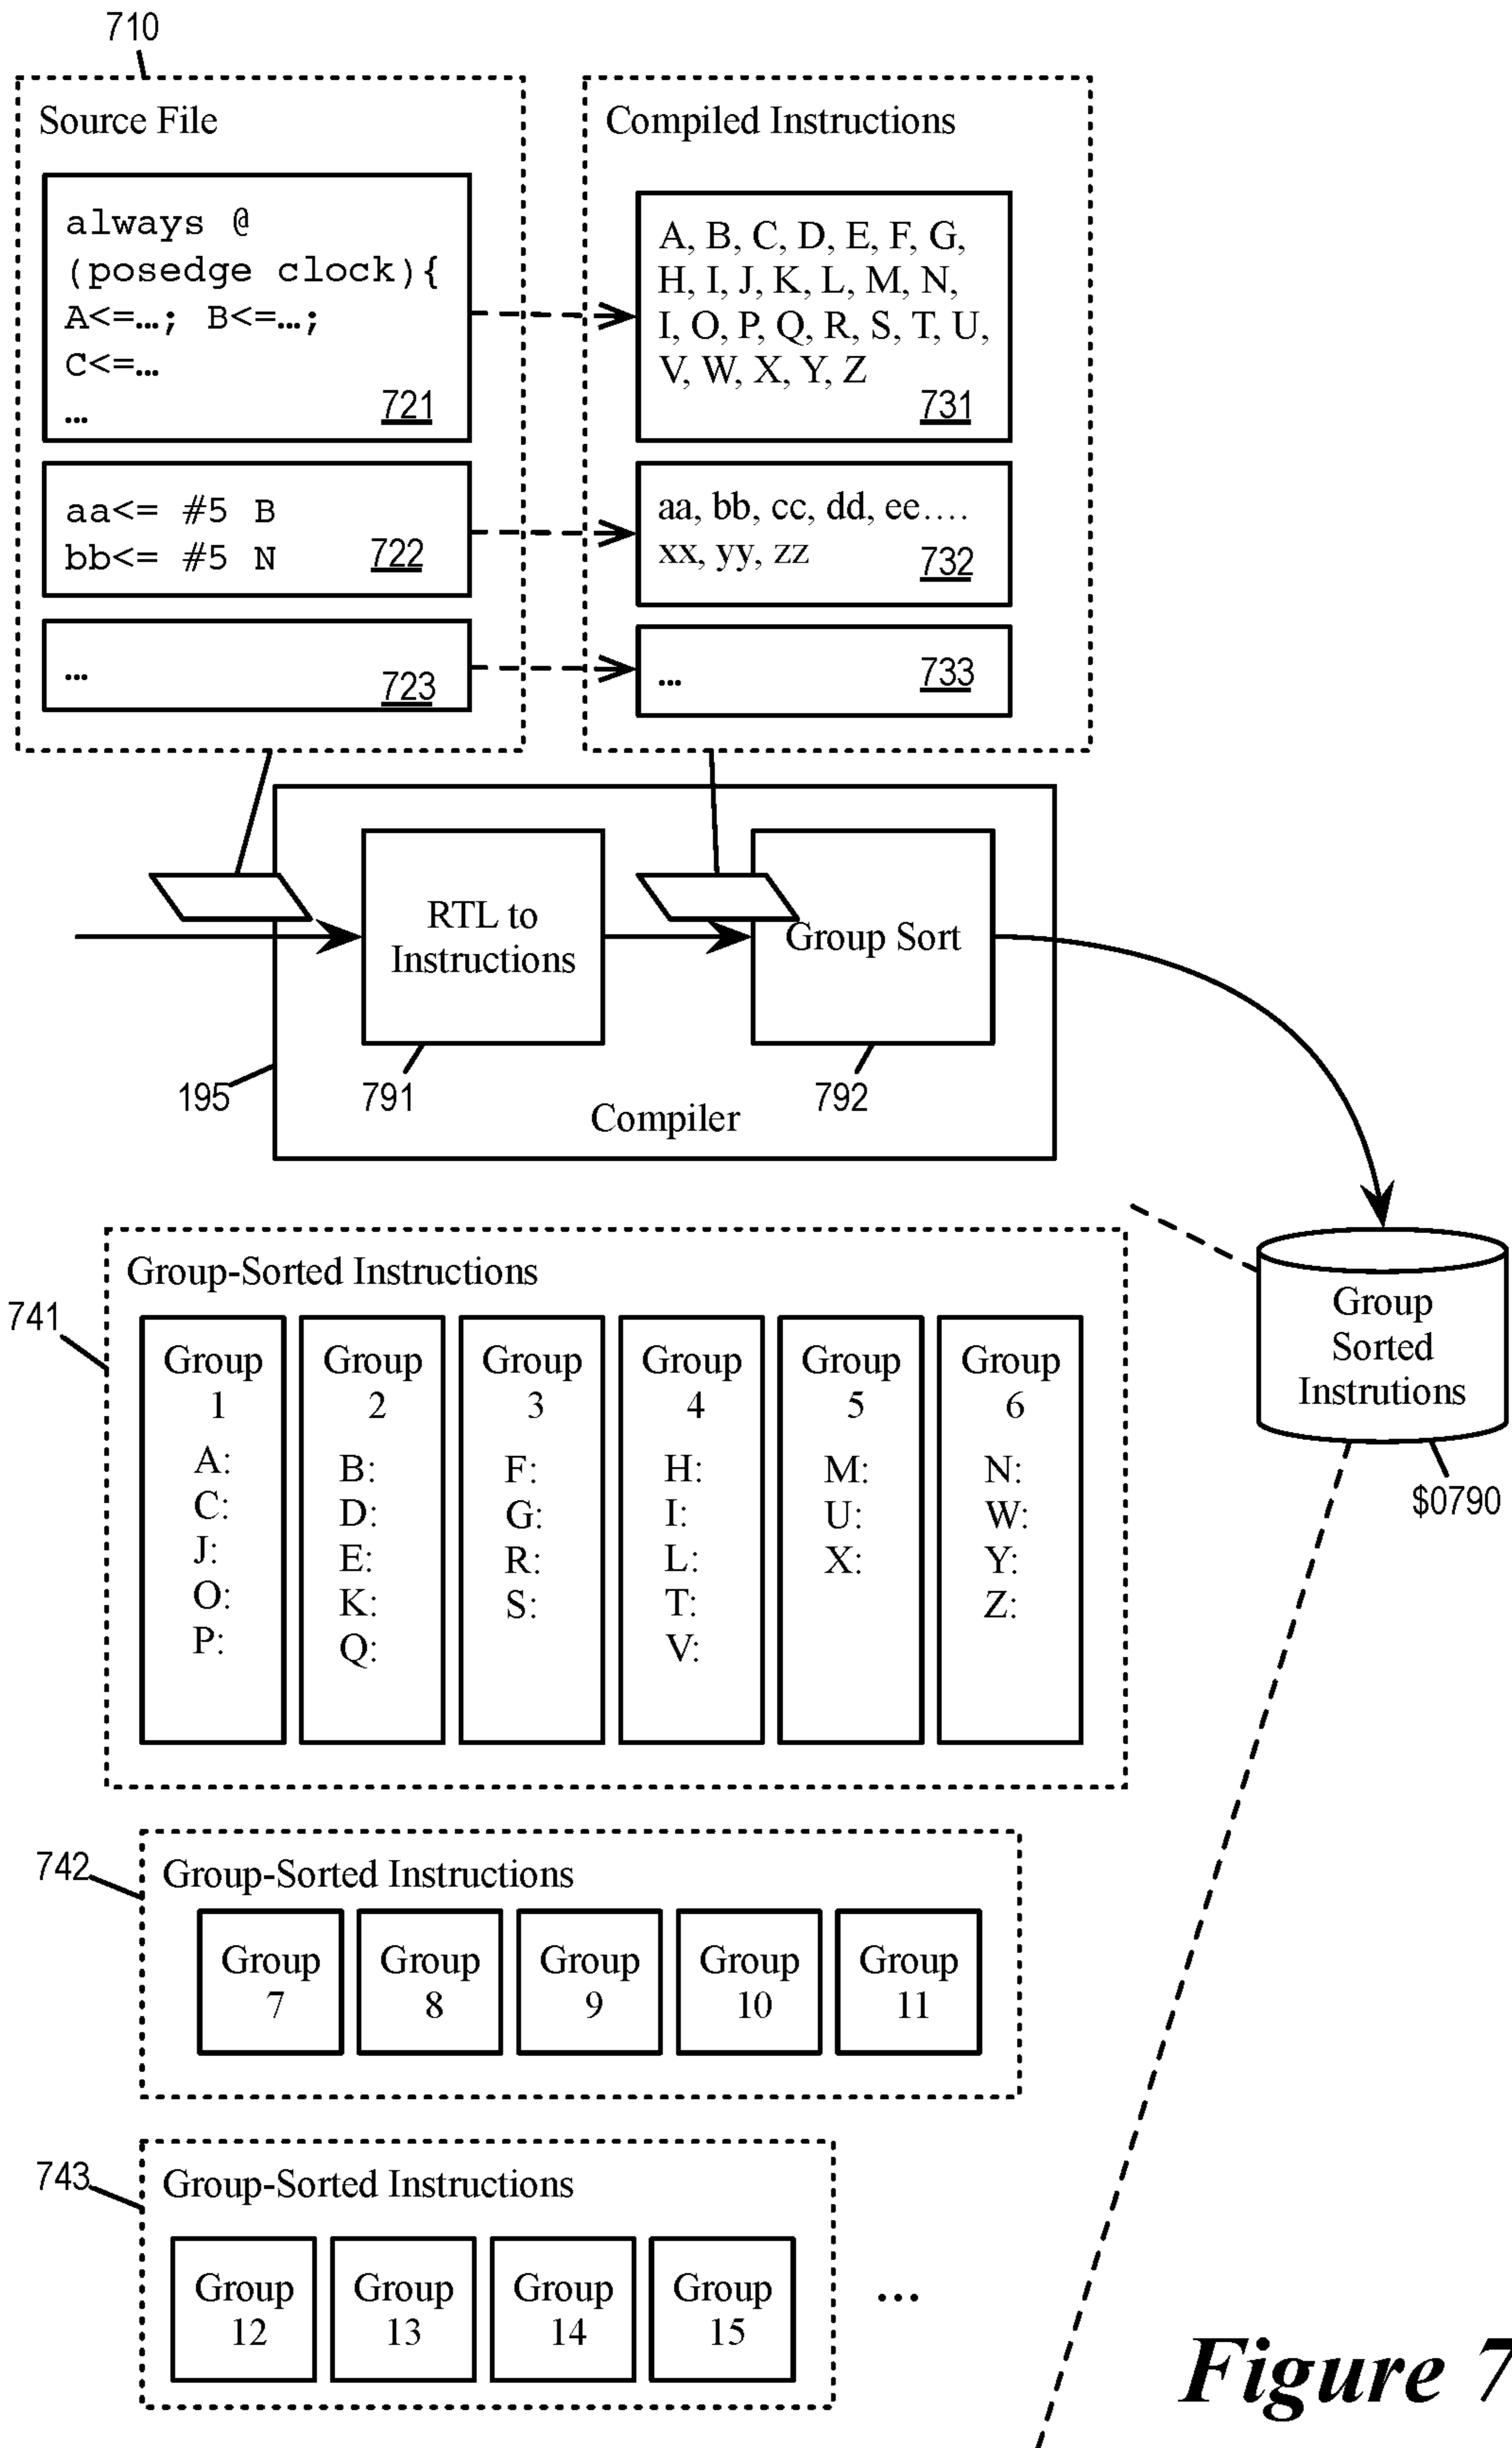 710
Source File
always @
(posedge clock){
A<=…; B<=…;
C<=…
…
721
aa<= #5 B
bb<= #5 N
722
…
723
Compiled Instructions
A, B, C, D, E, F, G,
H, I, J, K, L, M, N,
I, O, P, Q, R, S, T, U,
V, W, X, Y, Z
731
aa, bb, cc, dd, ee….
xx, yy, zz
732
…
733
RTL to
Instructions
Group Sort
195
791
792
Compiler
Group
Sorted
Instrutions
$0790
741
Group-Sorted Instructions
Group
1
A:
C:
J:
O:
P:
Group
2
B:
D:
E:
K:
Q:
Group
3
F:
G:
R:
S:
Group
4
H:
I:
L:
T:
V:
Group
5
M:
U:
X:
Group
6
N:
W:
Y:
Z:
742
Group-Sorted Instructions
Group
7
Group
8
Group
9
Group
10
Group
11
743
Group-Sorted Instructions
Group
12
Group
13
Group
14
Group
15
…
Figure 7